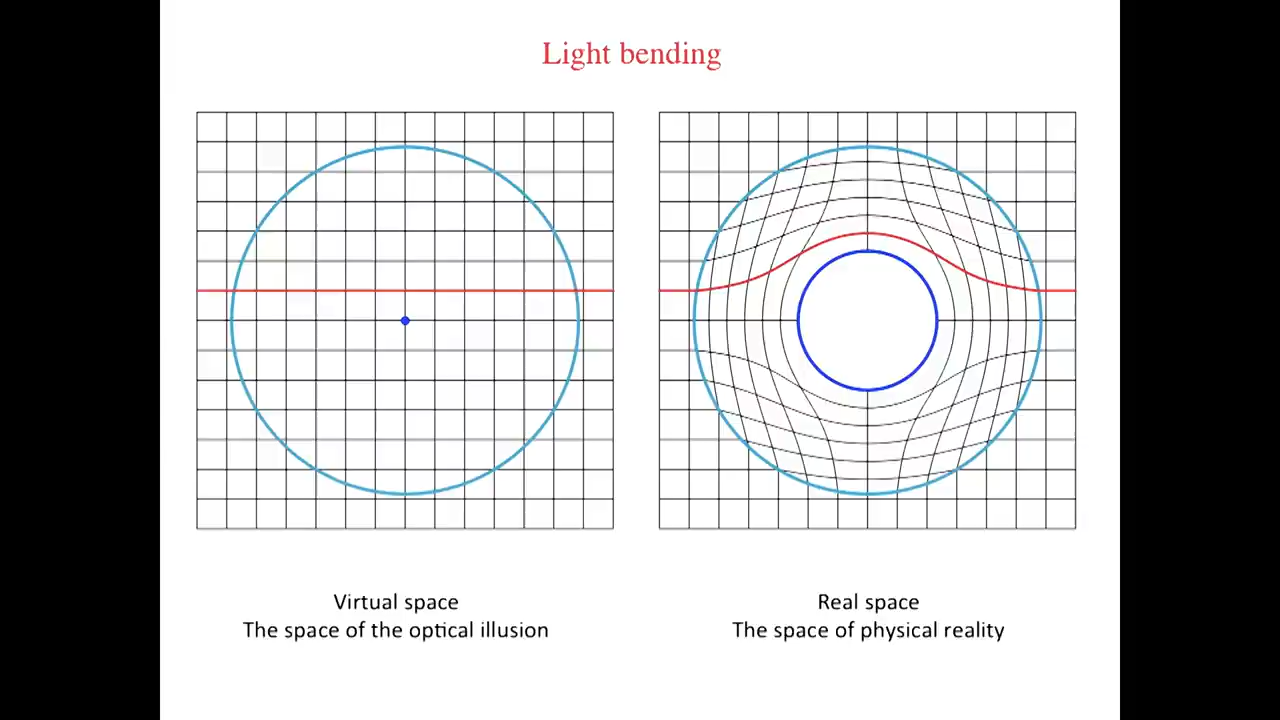 Light bending
Virtual space
The space of the optical illusion
Real space
The space of physical reality